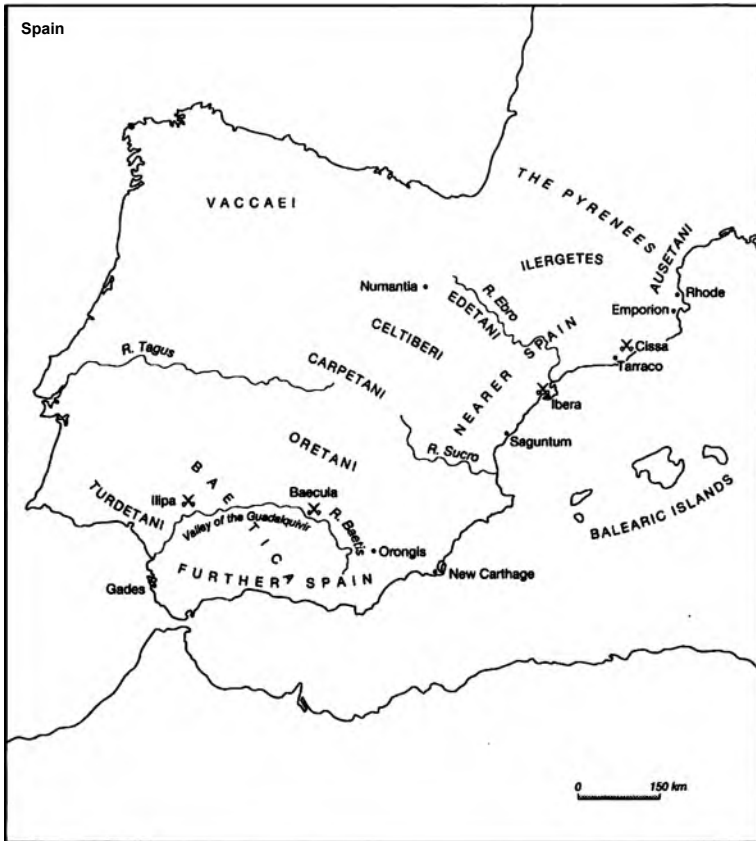 Spain
THE PYRENEES
VACCAEI
AUSETANI
ILERGETES
Numantia
R. Ebro
Rhode
EDETANI
Emporion
NEARER SPAIN
CELTIBERI
Cissa
R. Tagus
Tarraco
CARPETANI
Ibera
ORETANI
Saguntum
R. Sucro
BAETICA
Baecula
Ilipa
TURDETANI
R. Baetis
Valley of the Guadalquivir
BALEARIC ISLANDS
Orongis
FURTHER SPAIN
New Carthage
Gades
0 150 km